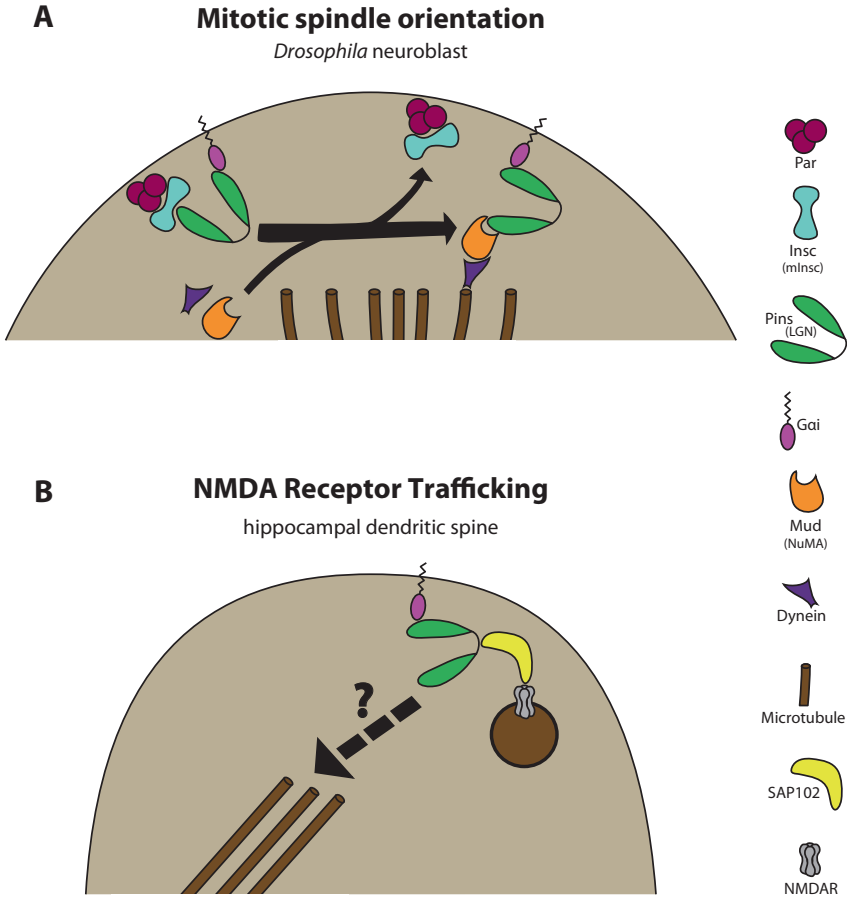 A
Mitotic spindle orientation
Drosophila neuroblast
Par
Insc
(mInsc)
Pins
(LGN)
Gαi
Mud
(NuMA)
Dynein
Microtubule
SAP102
NMDAR
B
NMDA Receptor Trafficking
hippocampal dendritic spine
?